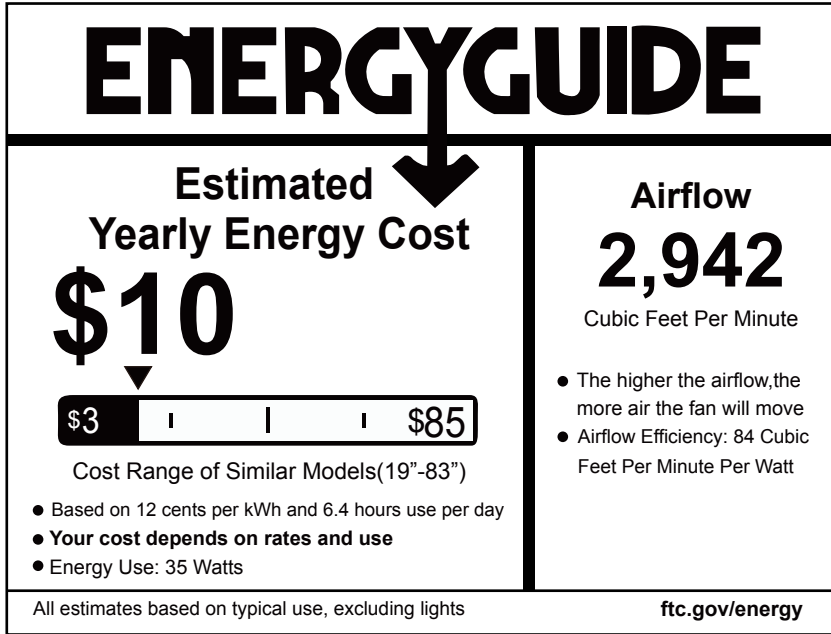 ENERGYGUIDE
Estimated
Yearly Energy Cost
$10
$3
$85
Cost Range of Similar Models(19”-83”)
● Based on 12 cents per kWh and 6.4 hours use per day
● Your cost depends on rates and use
● Energy Use: 35 Watts
Airflow
2,942
Cubic Feet Per Minute
● The higher the airflow,the
more air the fan will move
● Airflow Efficiency: 84 Cubic
Feet Per Minute Per Watt
All estimates based on typical use, excluding lights
ftc.gov/energy